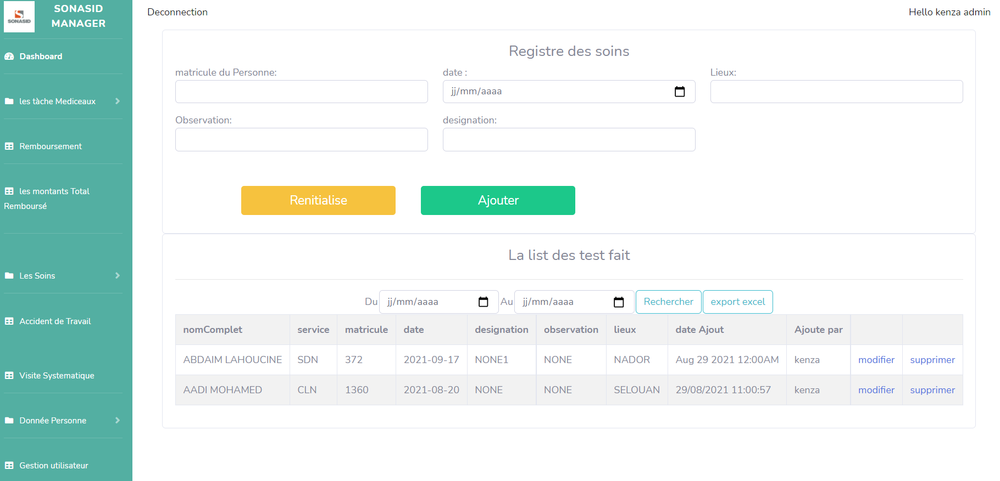 SONASID
SONASID
MANAGER
Dashboard
les tàche Mediceaux
Remboursement
les montants Total
Remboursé
Les Soins
Accident de Travail
Visite Systematique
Donnée Personne
Gestion utilisateur
Deconnection
Hello kenza admin
Registre des soins
matricule du Personne: date : Lieux:
jj/mm/aaaa
Observation: designation:
Renitialise Ajouter
La list des test fait
Du jj/mm/aaaa Au jj/mm/aaaa Rechercher export excel
nomComplet service matricule date designation observation lieux date Ajout Ajoute par
ABDAIM LAHOUCINE SDN 372 2021-09-17 NONE1 NONE NADOR Aug 29 2021 12:00AM kenza modifier supprimer
AADI MOHAMED CLN 1360 2021-08-20 NONE NONE SELOUAN 29/08/2021 11:00:57 kenza modifier supprimer